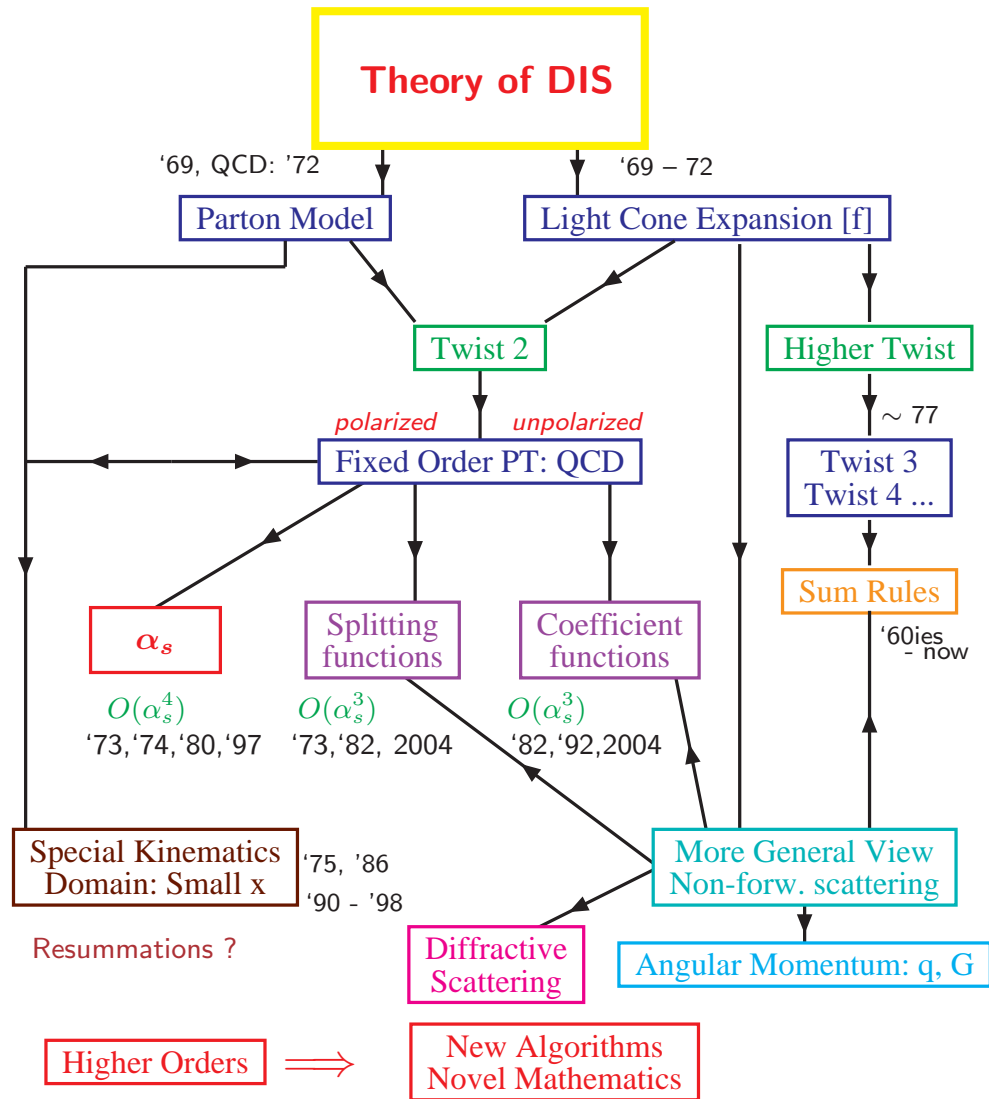 Theory of DIS
‘69, QCD: ’72
‘69 – 72
Parton Model
Light Cone Expansion [f]
Twist 2
Higher Twist
∼ 77
polarized
unpolarized
Fixed Order PT: QCD
Twist 3
Twist 4 ...
Sum Rules
‘60ies
- now
αₛ
Splitting
functions
Coefficient
functions
O(αₛ⁴)
O(αₛ³)
O(αₛ³)
‘73,‘74,‘80,‘97
‘73,‘82, 2004
‘82,‘92,2004
Special Kinematics
Domain: Small x
‘75, ’86
‘90 - ’98
More General View
Non-forw. scattering
Resummations ?
Diffractive
Scattering
Angular Momentum: q, G
Higher Orders ⟹
New Algorithms
Novel Mathematics